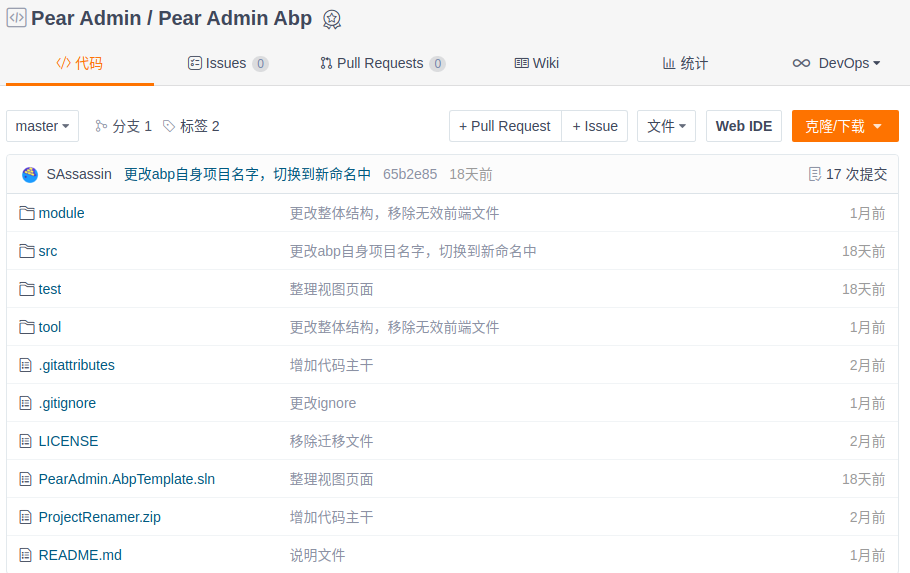 Pear Admin / Pear Admin Abp
代码 Issues 0 Pull Requests 0 Wiki 统计 DevOps
master 分支 1 标签 2 + Pull Request + Issue 文件 Web IDE 克隆/下载
SAssassin 更改abp自身项目名字，切换到新命名中 65b2e85 18天前 17 次提交
module 更改整体结构，移除无效前端文件 1月前
src 更改abp自身项目名字，切换到新命名中 18天前
test 整理视图页面 18天前
tool 更改整体结构，移除无效前端文件 1月前
.gitattributes 增加代码主干 2月前
.gitignore 更改ignore 1月前
LICENSE 移除迁移文件 2月前
PearAdmin.AbpTemplate.sln 整理视图页面 18天前
ProjectRenamer.zip 增加代码主干 2月前
README.md 说明文件 1月前